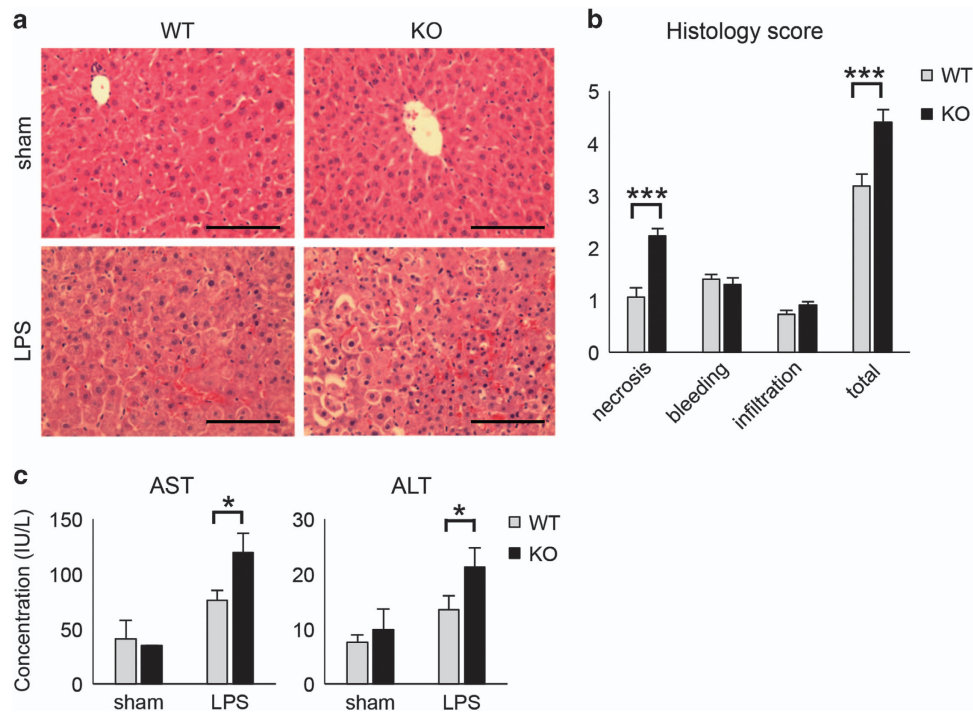 a
WT KO
sham
LPS
b
Histology score
WT
KO
***
***
5
4
3
2
1
0
necrosis bleeding infiltration total
c
AST
Concentration (IU/L)
150
100
50
0
*
sham LPS
ALT
30
20
10
0
*
sham LPS
WT
KO